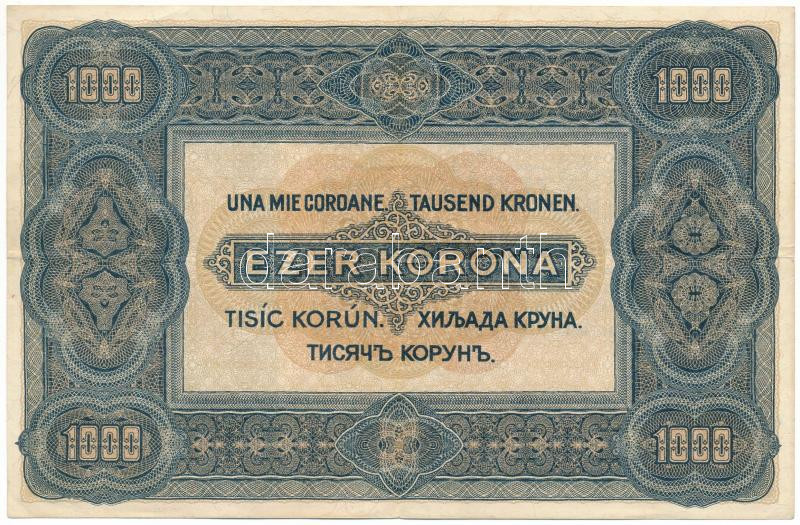 1000 1000
UNA MIE COROANE. TAUSEND KRONEN.
EZER KORONA
TISÍC KORÚN. ХИЉАДА КРУНА.
ТИСЯЧЪ КОРУНЪ.
1000 1000